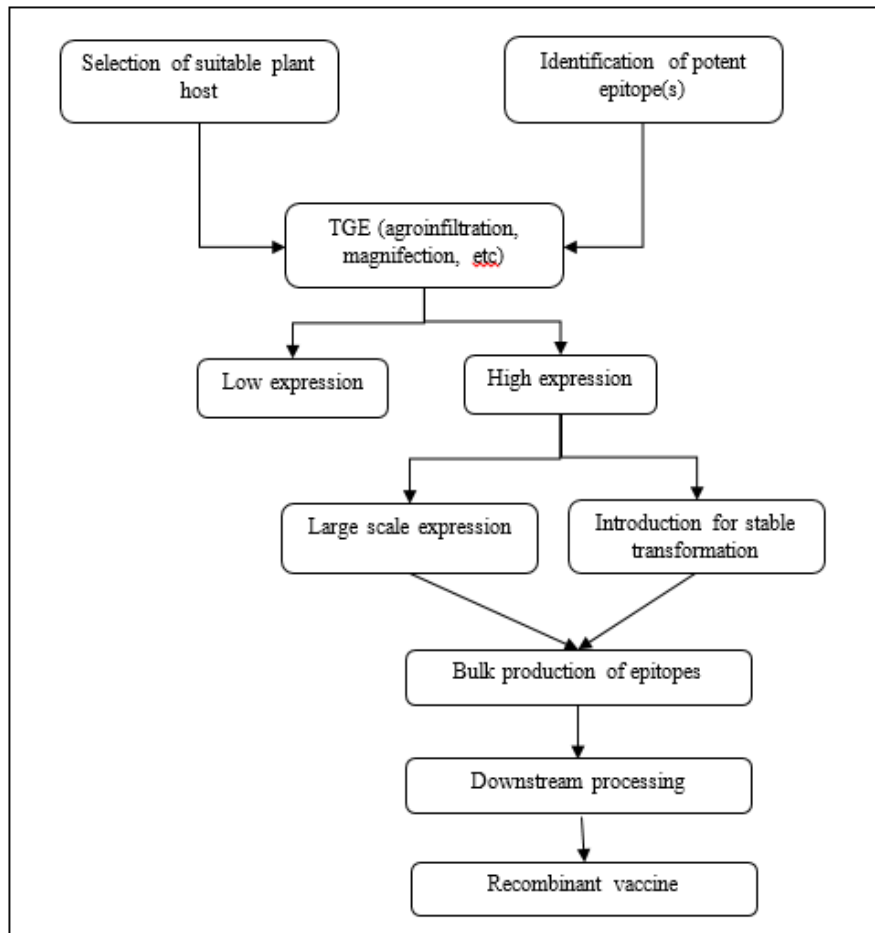 Selection of suitable plant
host
Identification of potent
epitope(s)
TGE (agroinfiltration,
magnifection, etc)
Low expression
High expression
Large scale expression
Introduction for stable
transformation
Bulk production of epitopes
Downstream processing
Recombinant vaccine